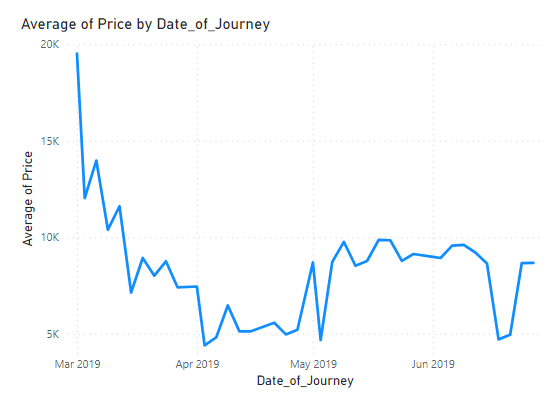 Average of Price by Date_of_Journey
20K
15K
10K
5K
Average of Price
Mar 2019 Apr 2019 May 2019 Jun 2019
Date_of_Journey